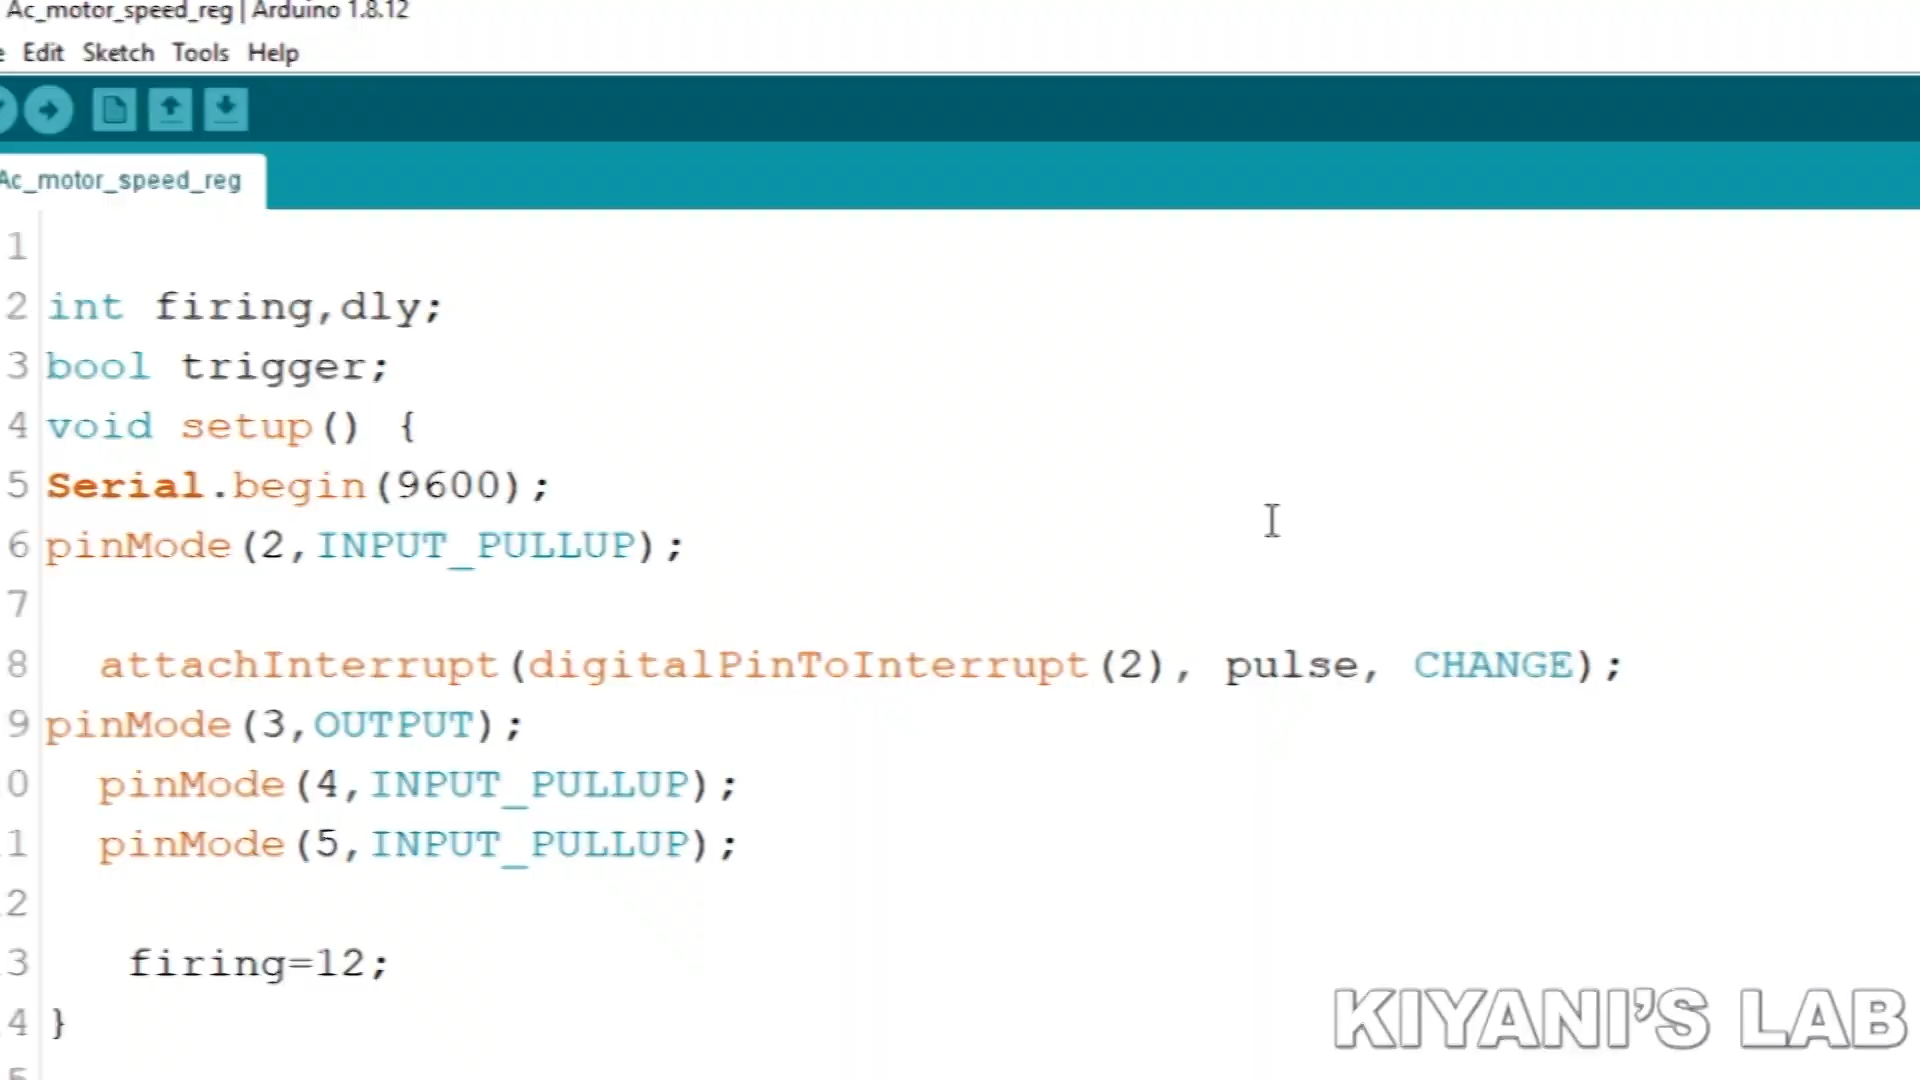 Ac_motor_speed_reg | Arduino 1.8.12
Edit Sketch Tools Help
Ac_motor_speed_reg
1
2 int firing,dly;
3 bool trigger;
4 void setup() {
5 Serial.begin(9600);
6 pinMode(2,INPUT_PULLUP);
7
8 attachInterrupt(digitalPinToInterrupt(2), pulse, CHANGE);
9 pinMode(3,OUTPUT);
0 pinMode(4,INPUT_PULLUP);
1 pinMode(5,INPUT_PULLUP);
2
3 firing=12;
4 }
KIYANI'S LAB